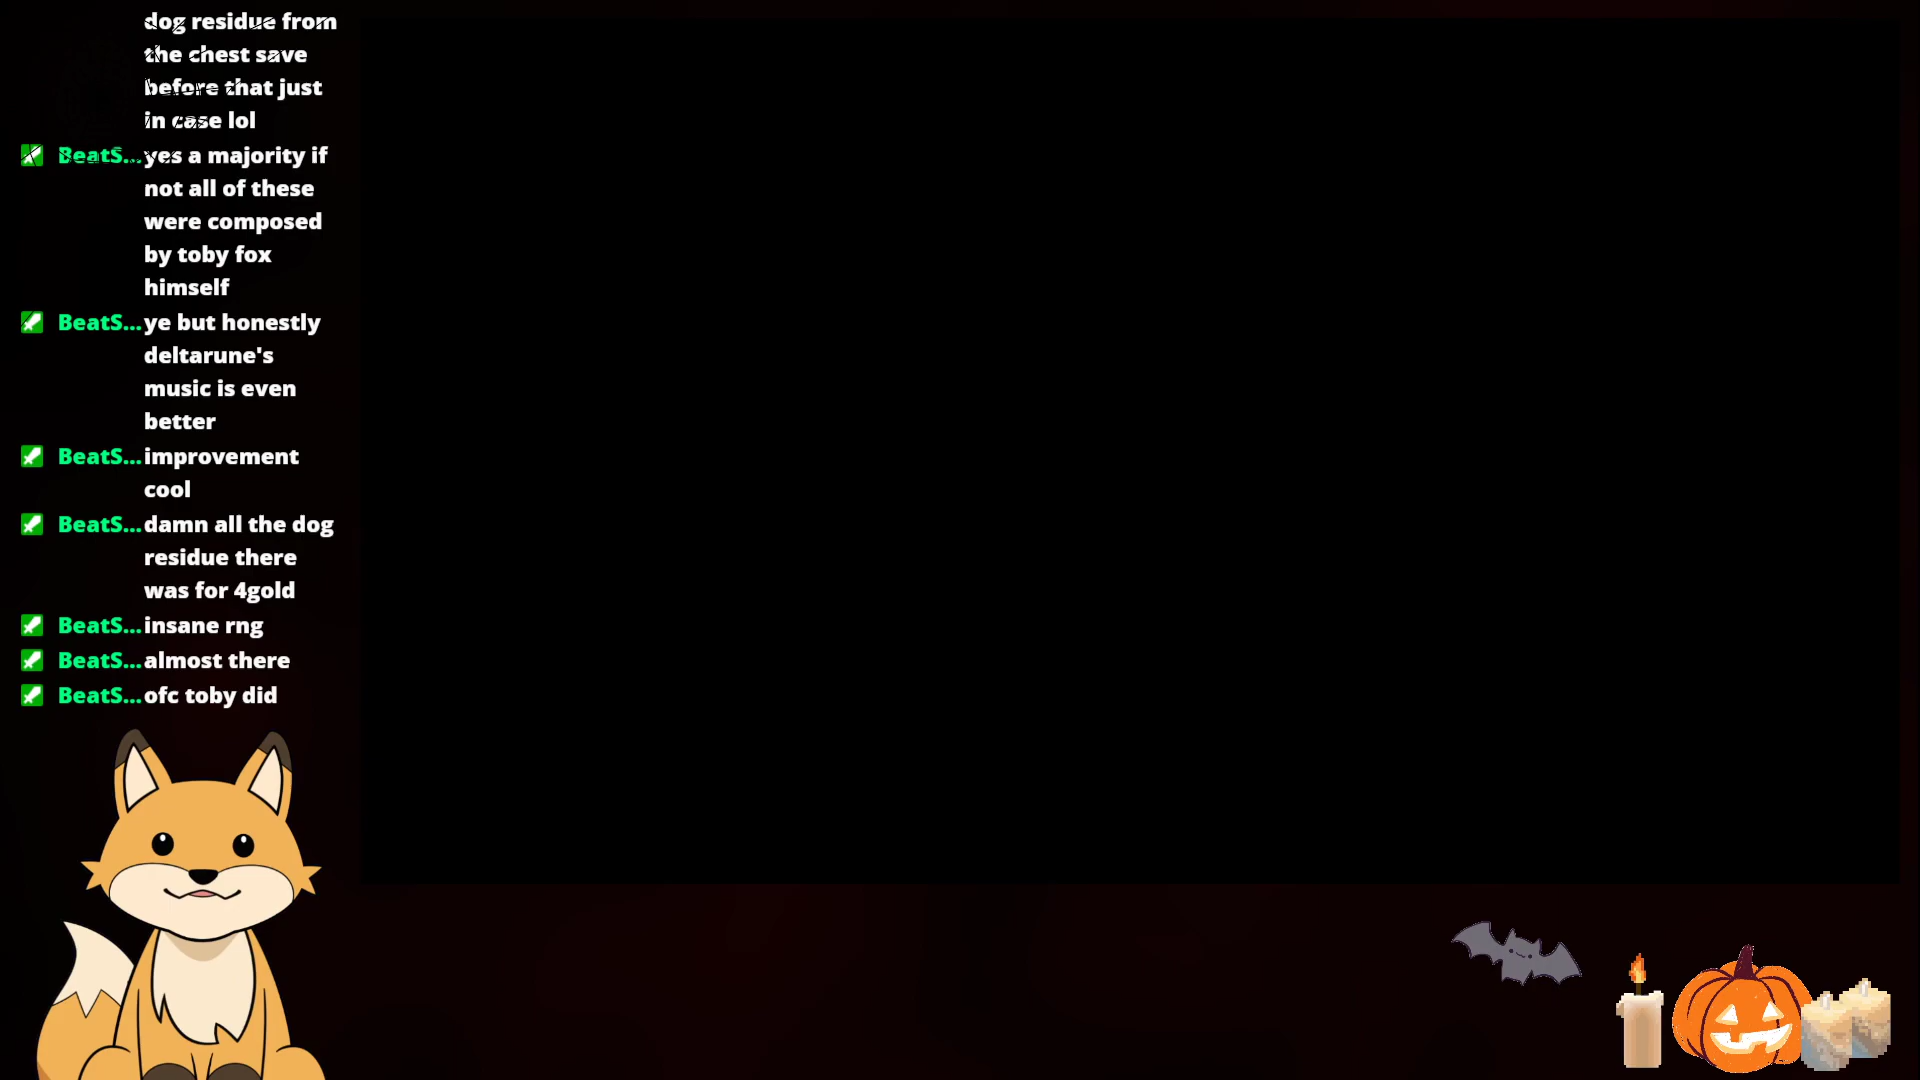 dog residue from
the chest save
before that just
in case lol
BeatS... yes a majority if
not all of these
were composed
by toby fox
himself
BeatS... ye but honestly
deltarune's
music is even
better
BeatS... improvement
cool
BeatS... damn all the dog
residue there
was for 4gold
BeatS... insane rng
BeatS... almost there
BeatS... ofc toby did